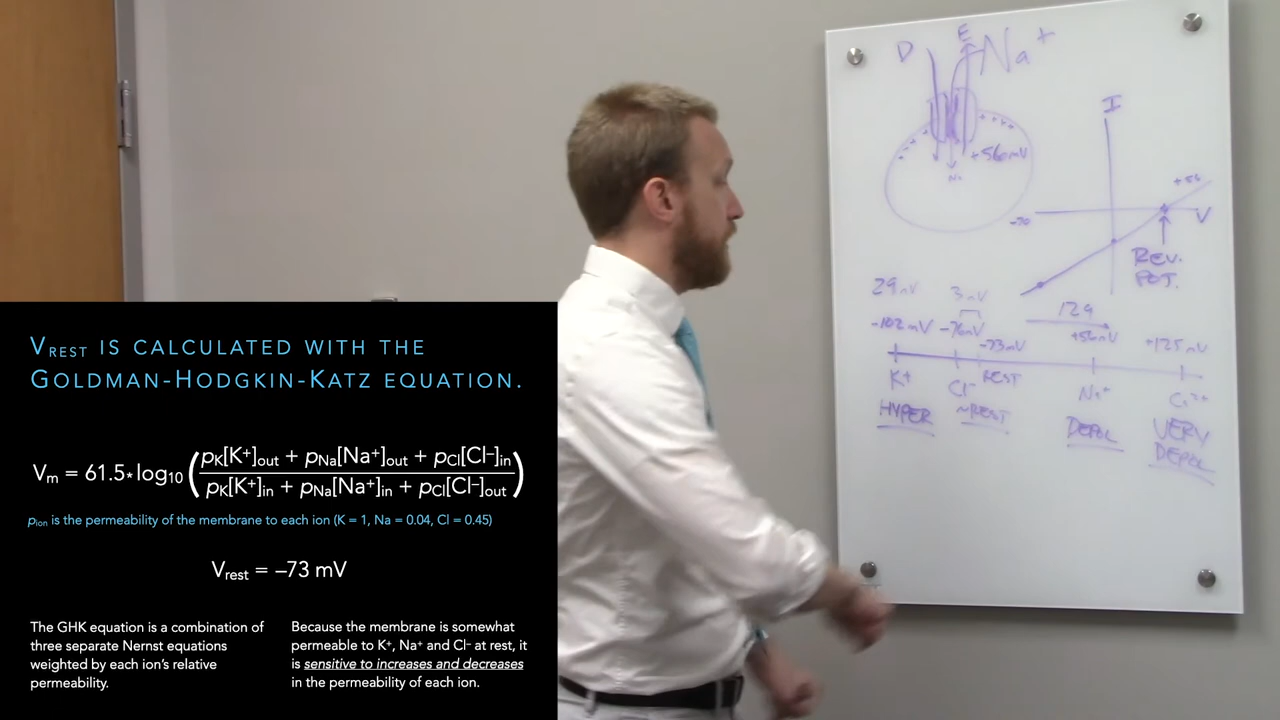 VREST IS CALCULATED WITH THE
GOLDMAN-HODGKIN-KATZ EQUATION.
Vm = 61.5*log10 (pK[K+]out + pNa[Na+]out + pCl[Cl–]in
pK[K+]in + pNa[Na+]in + pCl[Cl–]out)
pion is the permeability of the membrane to each ion (K = 1, Na = 0.04, Cl = 0.45)
Vrest = –73 mV
The GHK equation is a combination of
three separate Nernst equations
weighted by each ion's relative
permeability.
Because the membrane is somewhat
permeable to K+, Na+ and Cl– at rest, it
is sensitive to increases and decreases
in the permeability of each ion.
D E Na+
++++
+56mV
Na
I
+56
-70
V
REV.
POT.
29mV 3mV 129
-102mV -76mV +56mV +125mV
-73mV
K+ Cl- REST Na+ Ca2+
HYPER ~REST DEPOL VERY
DEPOL